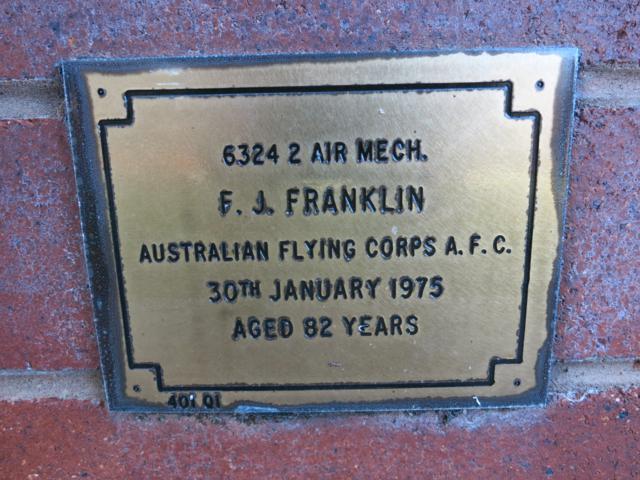 6324 2 AIR MECH.
F. J. FRANKLIN
AUSTRALIAN FLYING CORPS A. F. C.
30TH JANUARY 1975
AGED 82 YEARS
401 01